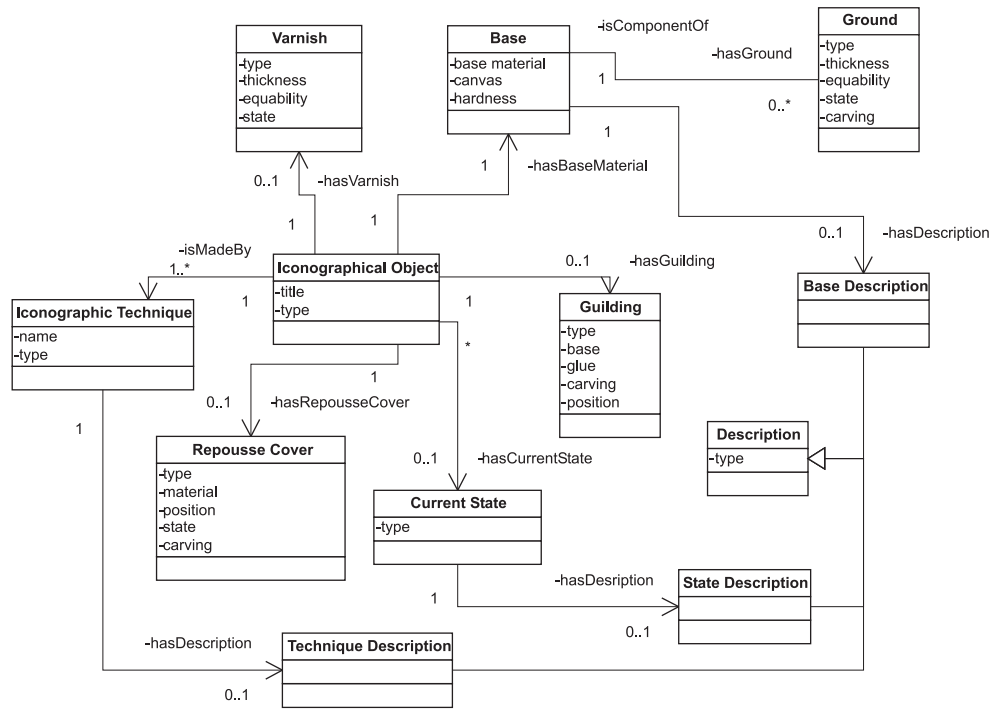 Varnish
-type
-thickness
-equability
-state
Base
-base material
-canvas
-hardness
-isComponentOf
-hasGround
1
0..*
Ground
-type
-thickness
-equability
-state
-carving
1
0..1
-hasVarnish
1
1
-hasBaseMaterial
1
0..1
-hasDescription
-isMadeBy
1..*
1
Iconographical Object
-title
-type
1
0..1
-hasGuilding
Base Description
Iconographic Technique
-name
-type
Guilding
-type
-base
-glue
-carving
-position
*
1
0..1
-hasRepousseCover
1
Repousse Cover
-type
-material
-position
-state
-carving
0..1
-hasCurrentState
Current State
-type
Description
-type
1
-hasDesription
0..1
State Description
-hasDescription
0..1
Technique Description